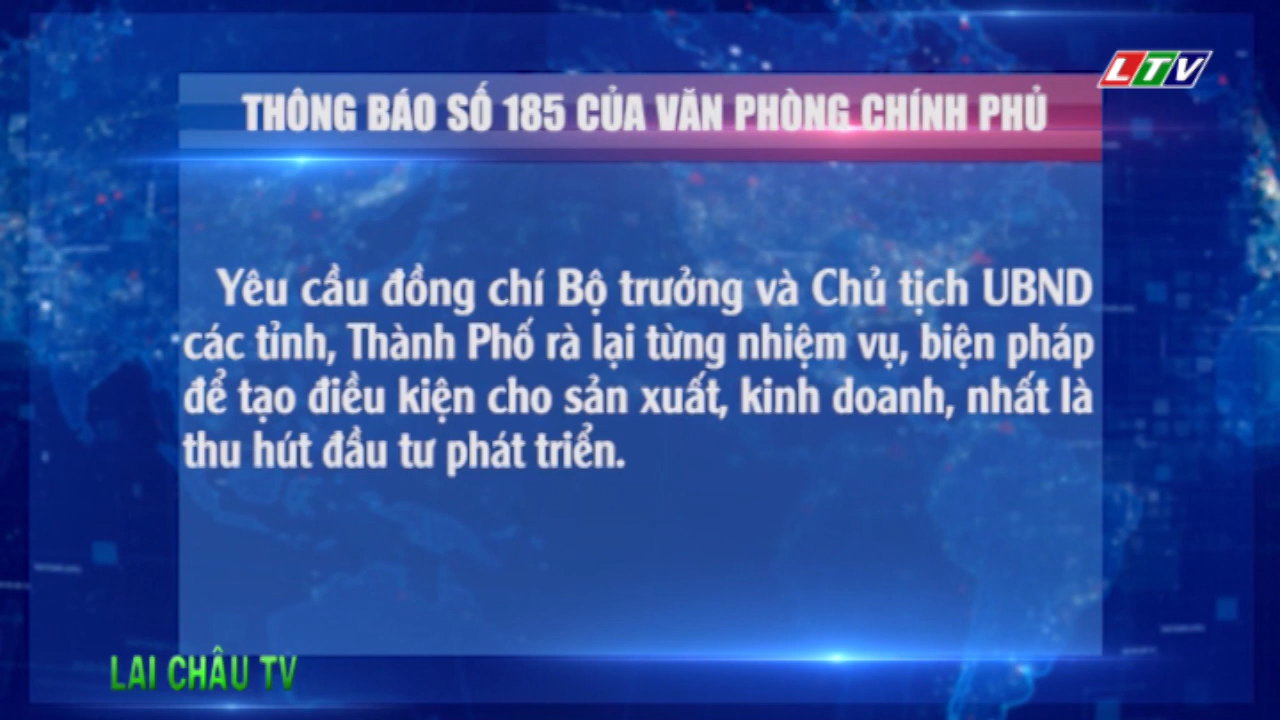 LTV
THÔNG BÁO SỐ 185 CỦA VĂN PHÒNG CHÍNH PHỦ
Yêu cầu đồng chí Bộ trưởng và Chủ tịch UBND
các tỉnh, Thành Phố rà lại từng nhiệm vụ, biện pháp
để tạo điều kiện cho sản xuất, kinh doanh, nhất là
thu hút đầu tư phát triển.
LAI CHÂU TV